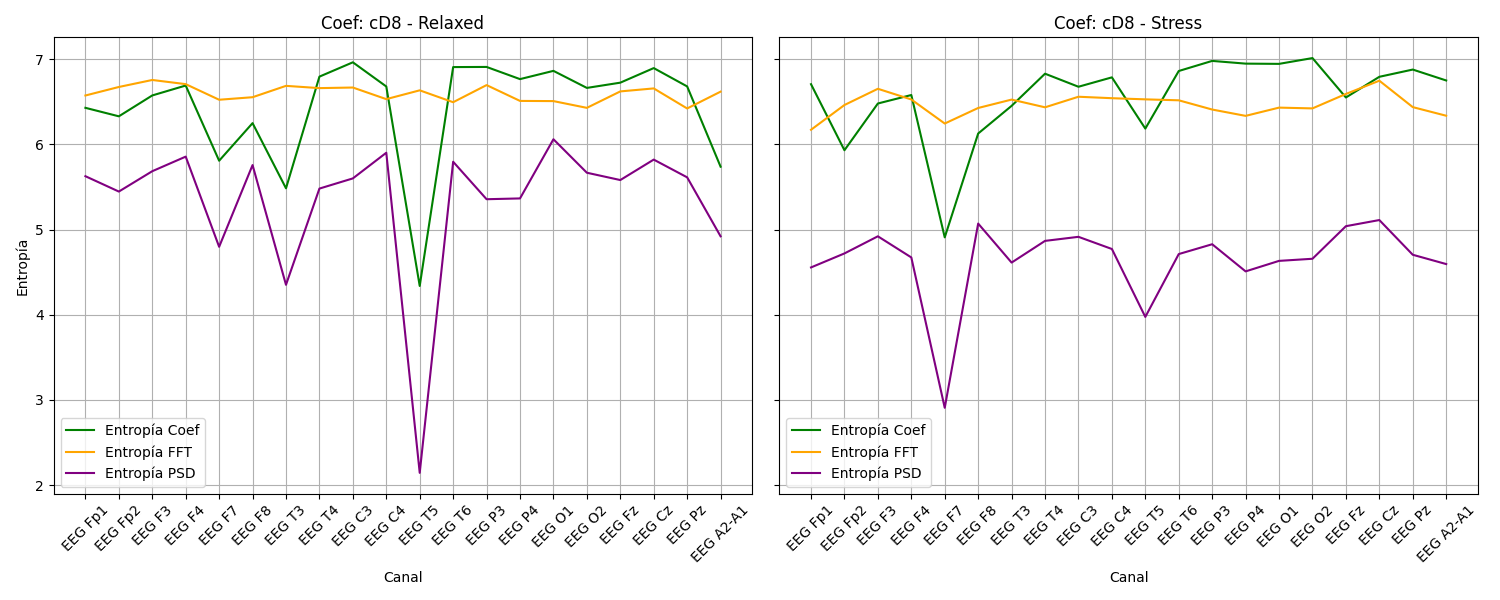 Coef: cD8 - Relaxed
Entropía
7
6
5
4
3
2
Entropía Coef
Entropía FFT
Entropía PSD
EEG Fp1
EEG Fp2
EEG F3
EEG F4
EEG F7
EEG F8
EEG T3
EEG T4
EEG C3
EEG C4
EEG T5
EEG T6
EEG P3
EEG P4
EEG O1
EEG O2
EEG Fz
EEG Cz
EEG Pz
EEG A2-A1
Canal
Coef: cD8 - Stress
Entropía Coef
Entropía FFT
Entropía PSD
EEG Fp1
EEG Fp2
EEG F3
EEG F4
EEG F7
EEG F8
EEG T3
EEG T4
EEG C3
EEG C4
EEG T5
EEG T6
EEG P3
EEG P4
EEG O1
EEG O2
EEG Fz
EEG Cz
EEG Pz
EEG A2-A1
Canal